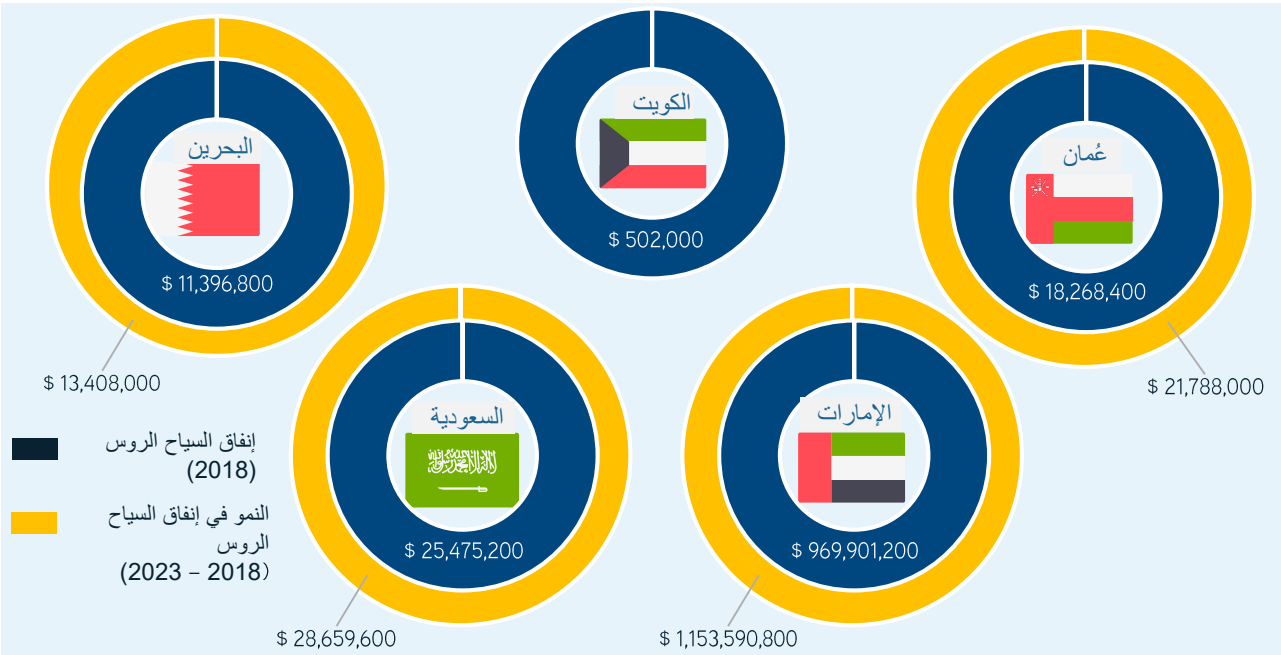 البحرين
$ 11,396,800
$ 13,408,000
الكويت
$ 502,000
عُمان
$ 18,268,400
$ 21,788,000
السعودية
$ 25,475,200
$ 28,659,600
الإمارات
$ 969,901,200
$ 1,153,590,800
إنفاق السياح الروس
(2018)
النمو في إنفاق السياح
الروس
(2018 – 2023)